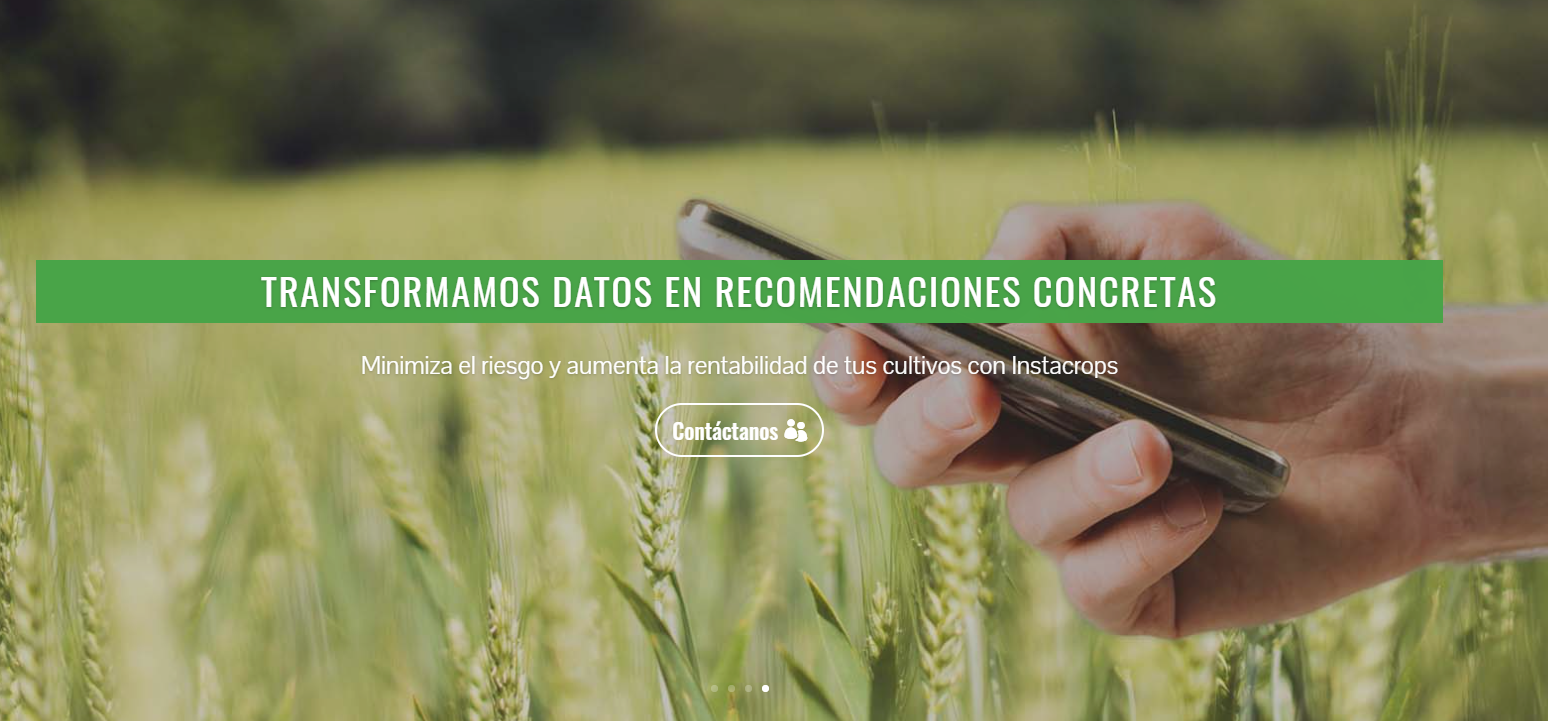 TRANSFORMAMOS DATOS EN RECOMENDACIONES CONCRETAS
Minimiza el riesgo y aumenta la rentabilidad de tus cultivos con Instacrops
Contáctanos